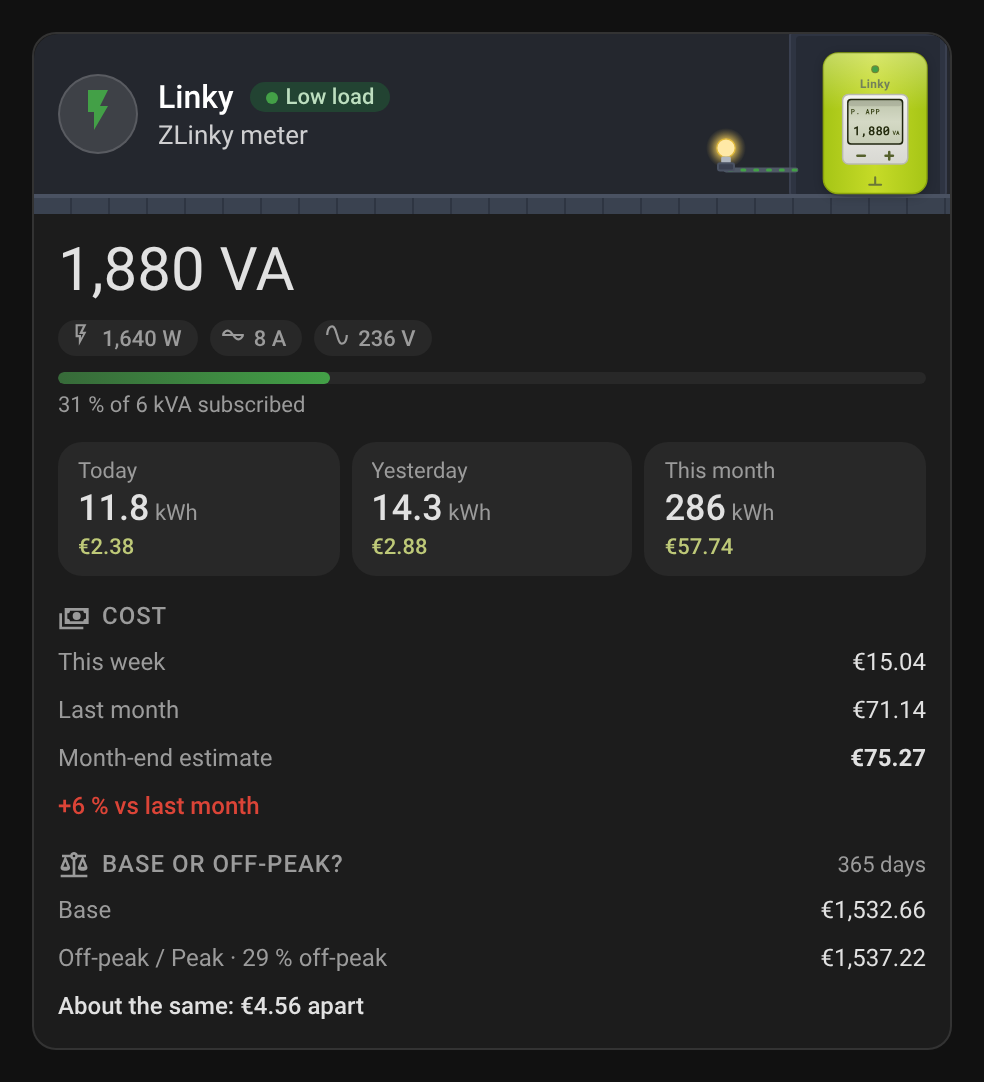 Linky
Low load
ZLinky meter
Linky
P. APP
1,880 VA
1,880 VA
1,640 W
8 A
236 V
31 % of 6 kVA subscribed
Today
11.8 kWh
€2.38
Yesterday
14.3 kWh
€2.88
This month
286 kWh
€57.74
COST
This week €15.04
Last month €71.14
Month-end estimate €75.27
+6 % vs last month
BASE OR OFF-PEAK? 365 days
Base €1,532.66
Off-peak / Peak · 29 % off-peak €1,537.22
About the same: €4.56 apart